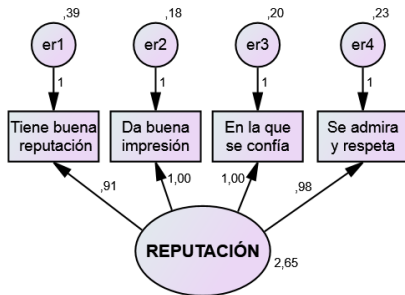 ,39 ,18 ,20 ,23
er1 er2 er3 er4
1 1 1 1
Tiene buena
reputación
Da buena
impresión
En la que
se confía
Se admira
y respeta
,91 1,00 1,00 ,98
REPUTACIÓN
2,65